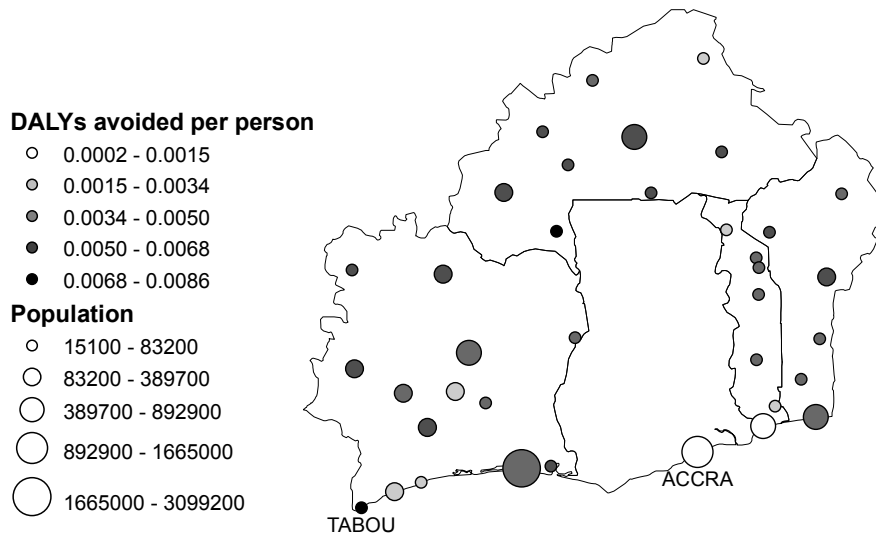 DALYs avoided per person
0.0002 - 0.0015
0.0015 - 0.0034
0.0034 - 0.0050
0.0050 - 0.0068
0.0068 - 0.0086
Population
15100 - 83200
83200 - 389700
389700 - 892900
892900 - 1665000
1665000 - 3099200
ACCRA
TABOU